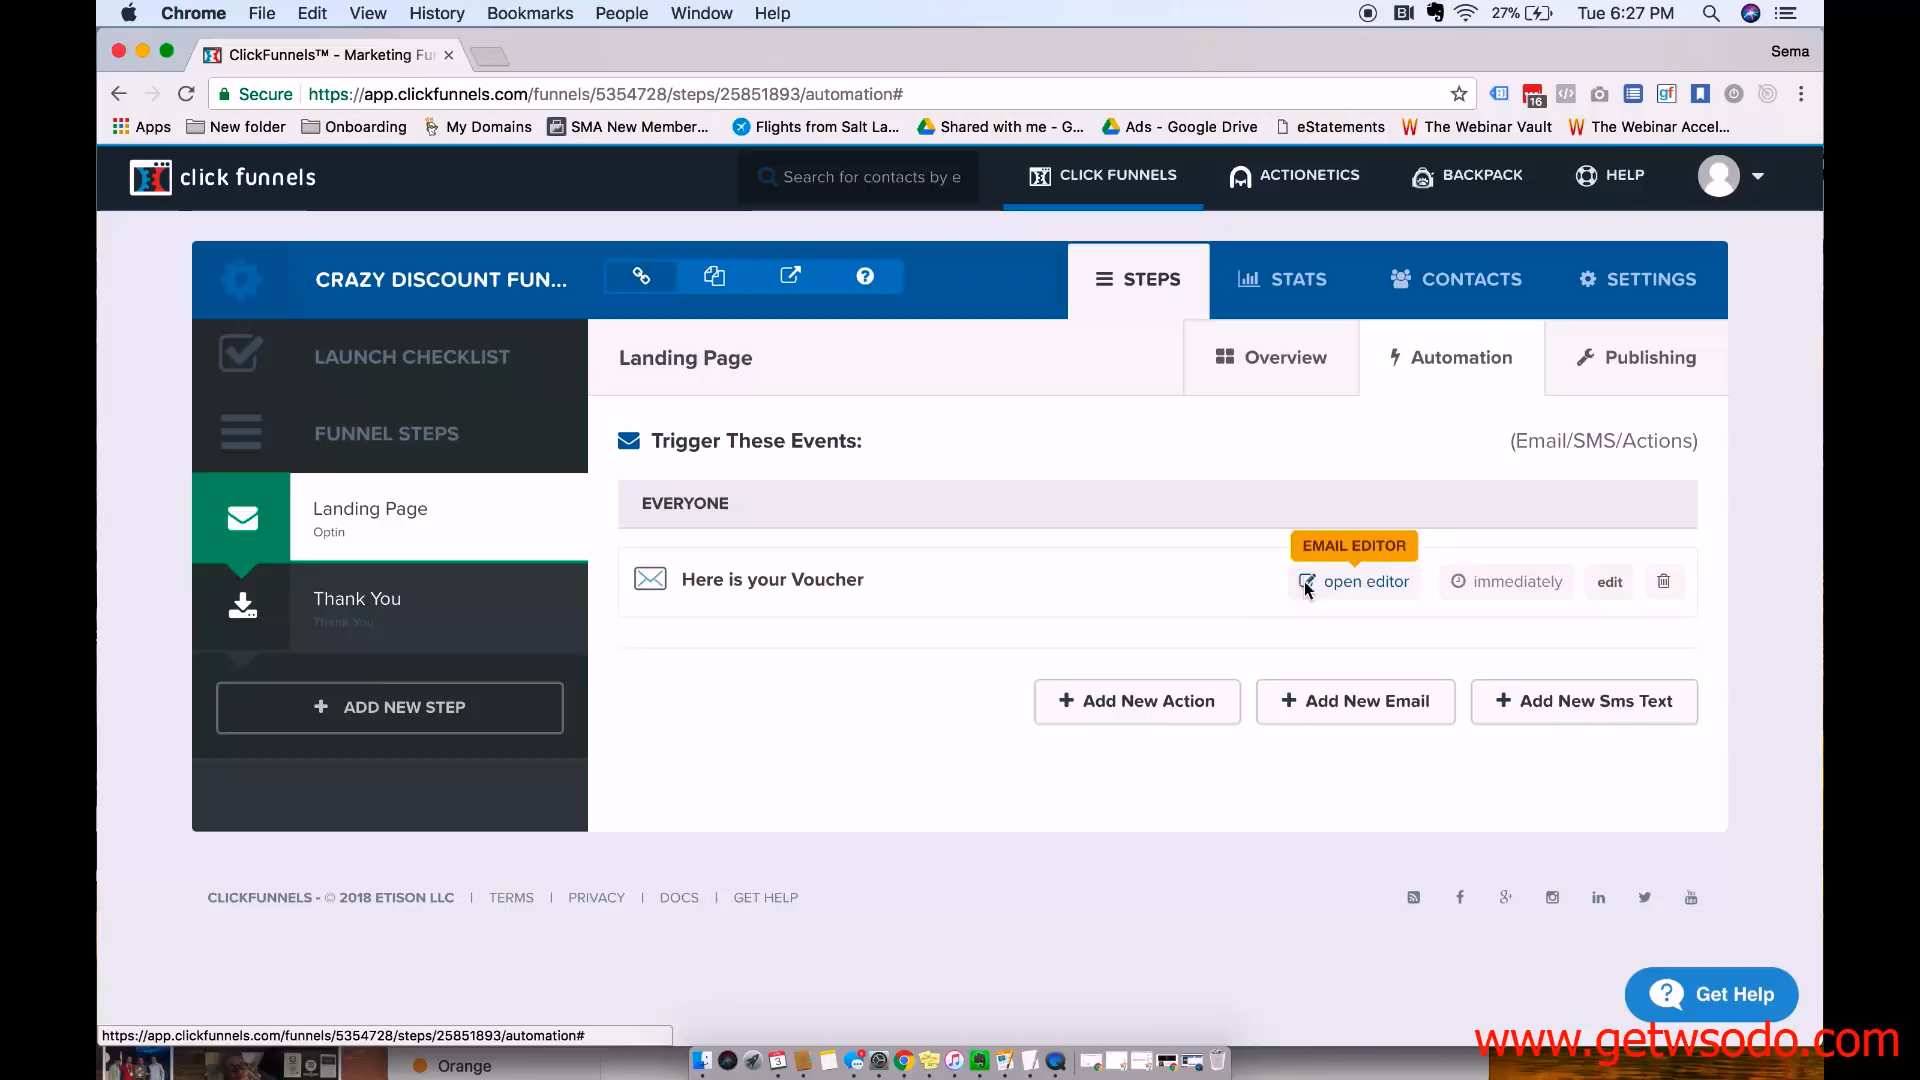 Chrome File Edit View History Bookmarks People Window Help
27% Tue 6:27 PM
ClickFunnels™ - Marketing Fu
Sema
Secure https://app.clickfunnels.com/funnels/5354728/steps/25851893/automation#
16
Apps New folder Onboarding My Domains SMA New Member... Flights from Salt La... Shared with me - G... Ads - Google Drive eStatements The Webinar Vault The Webinar Accel...
click funnels
Search for contacts by e
CLICK FUNNELS
ACTIONETICS
BACKPACK
HELP
CRAZY DISCOUNT FUN...
STEPS
STATS
CONTACTS
SETTINGS
LAUNCH CHECKLIST
FUNNEL STEPS
Landing Page
Optin
Thank You
Thank You
+ ADD NEW STEP
Landing Page
Overview
Automation
Publishing
Trigger These Events:
(Email/SMS/Actions)
EVERYONE
EMAIL EDITOR
Here is your Voucher
open editor
immediately
edit
+ Add New Action
+ Add New Email
+ Add New Sms Text
CLICKFUNNELS - © 2018 ETISON LLC | TERMS | PRIVACY | DOCS | GET HELP
Get Help
https://app.clickfunnels.com/funnels/5354728/steps/25851893/automation#
www.getwsodo.com
Orange